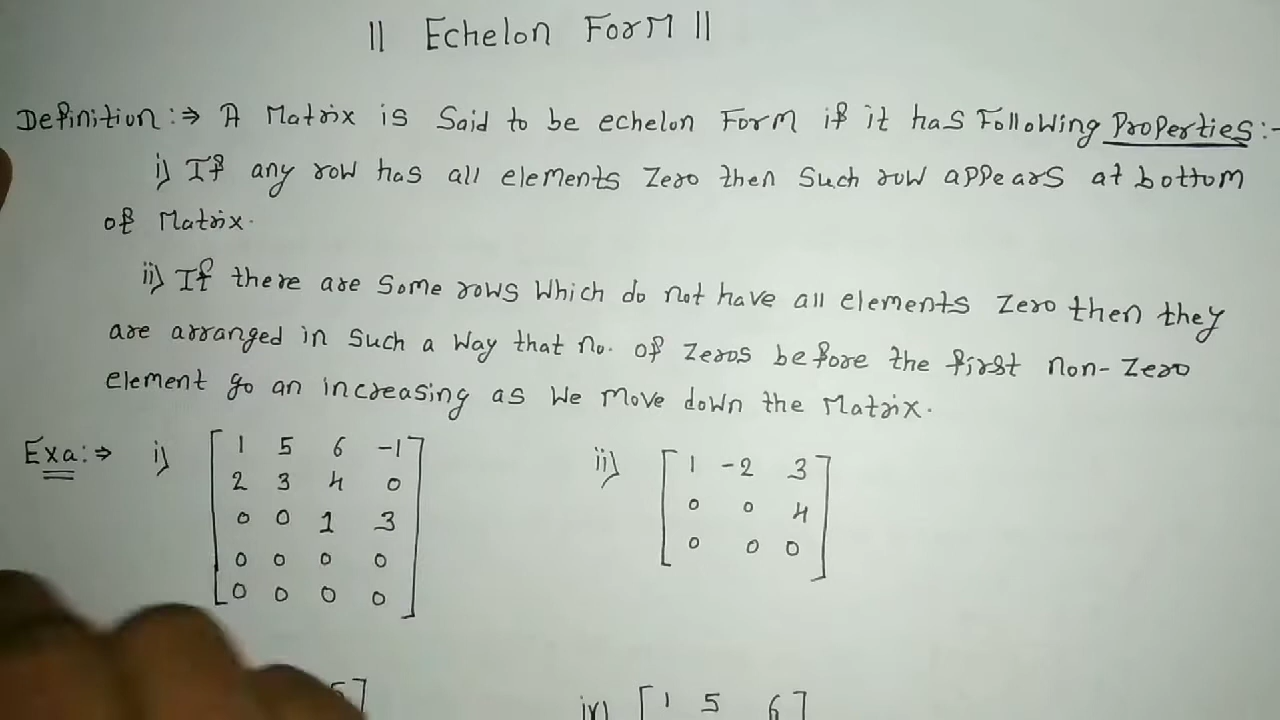 || Echelon Form ||
Definition :⇒ A Matrix is Said to be echelon Form if it has Following Properties :-
i) If any row has all elements Zero then Such row appears at bottom
of Matrix.
ii) If there are Some rows Which do not have all elements Zero then they
are arranged in Such a Way that no. of Zeros before the first non-Zero
element go an increasing as We Move down the Matrix.
Exa :⇒ i) [ 1 5 6 -1 ]
2 3 4 0
0 0 1 3
0 0 0 0
0 0 0 0
ii) [ 1 -2 3 ]
0 0 4
0 0 0
iv) [ 1 5 6 ]